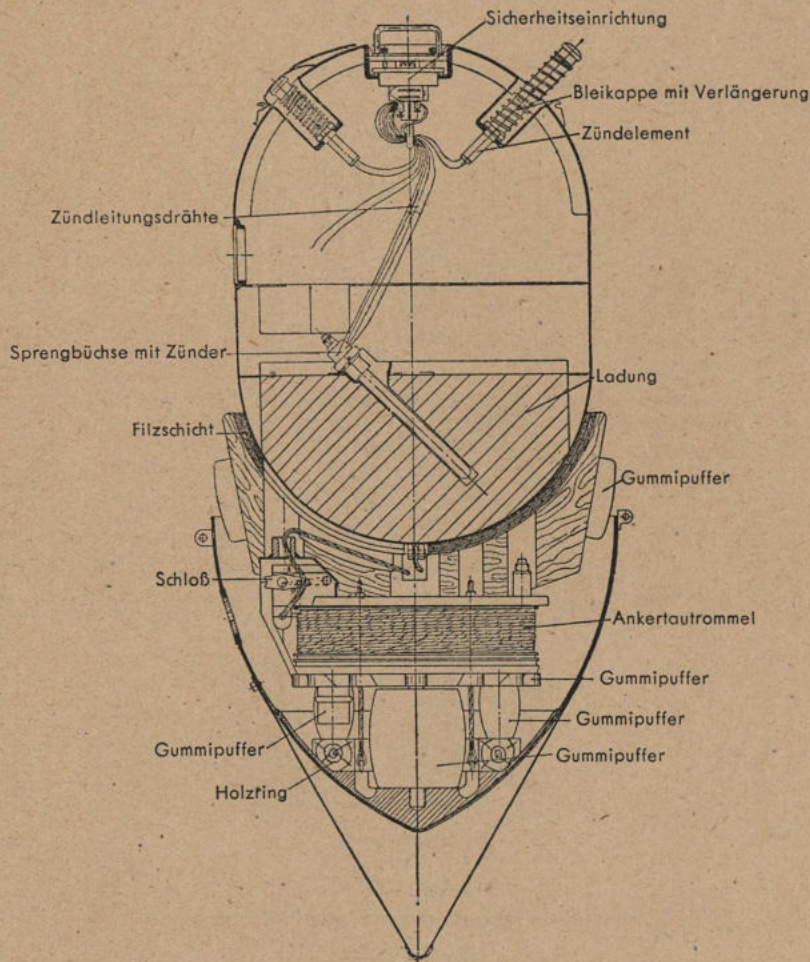 Sicherheitseinrichtung
Bleikappe mit Verlängerung
Zündelement
Zündleitungsdrähte
Sprengbüchse mit Zünder
Ladung
Filzschicht
Gummipuffer
Schloß
Ankertautrommel
Gummipuffer
Gummipuffer
Gummipuffer
Gummipuffer
Holzring